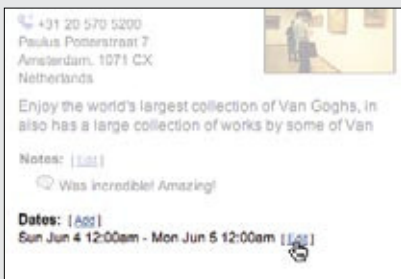 +31 20 570 5200
Paulus Potterstraat 7
Amsterdam, 1071 CX
Netherlands
Enjoy the world's largest collection of Van Goghs, in
also has a large collection of works by some of Van
Notes: [Edit]
Was incredible! Amazing!
Dates: [Add]
Sun Jun 4 12:00am - Mon Jun 5 12:00am [Edit]